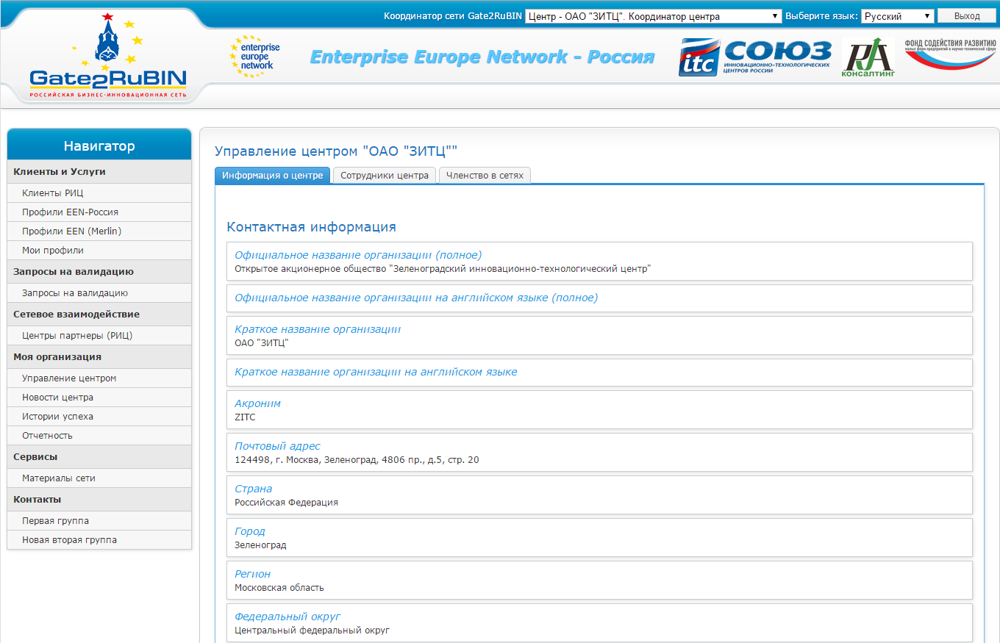 Координатор сети Gate2RuBIN Центр - ОАО "ЗИТЦ". Координатор центра Выберите язык: Русский Выход
Gate2RuBIN
РОССИЙСКАЯ БИЗНЕС-ИННОВАЦИОННАЯ СЕТЬ
enterprise
europe
network
Enterprise Europe Network - Россия
itc
СОЮЗ
ИННОВАЦИОННО-ТЕХНОЛОГИЧЕСКИХ
ЦЕНТРОВ РОССИИ
КОНСАЛТИНГ
ФОНД СОДЕЙСТВИЯ РАЗВИТИЮ
малых форм предприятий в научно-технической сфере
Навигатор
Клиенты и Услуги
Клиенты РИЦ
Профили EEN-Россия
Профили EEN (Merlin)
Мои профили
Запросы на валидацию
Запросы на валидацию
Сетевое взаимодействие
Центры партнеры (РИЦ)
Моя организация
Управление центром
Новости центра
Истории успеха
Отчетность
Сервисы
Материалы сети
Контакты
Первая группа
Новая вторая группа
Управление центром "ОАО "ЗИТЦ""
Информация о центре Сотрудники центра Членство в сетях
Контактная информация
Официальное название организации (полное)
Открытое акционерное общество "Зеленоградский инновационно-технологический центр"
Официальное название организации на английском языке (полное)
Краткое название организации
ОАО "ЗИТЦ"
Краткое название организации на английском языке
Акроним
ZITC
Почтовый адрес
124498, г. Москва, Зеленоград, 4806 пр., д.5, стр. 20
Страна
Российская Федерация
Город
Зеленоград
Регион
Московская область
Федеральный округ
Центральный федеральный округ